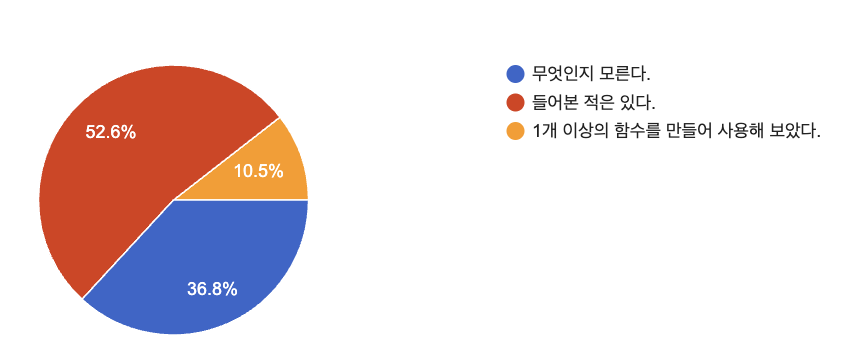 무엇인지 모른다.
들어본 적은 있다.
1개 이상의 함수를 만들어 사용해 보았다.
52.6%
10.5%
36.8%